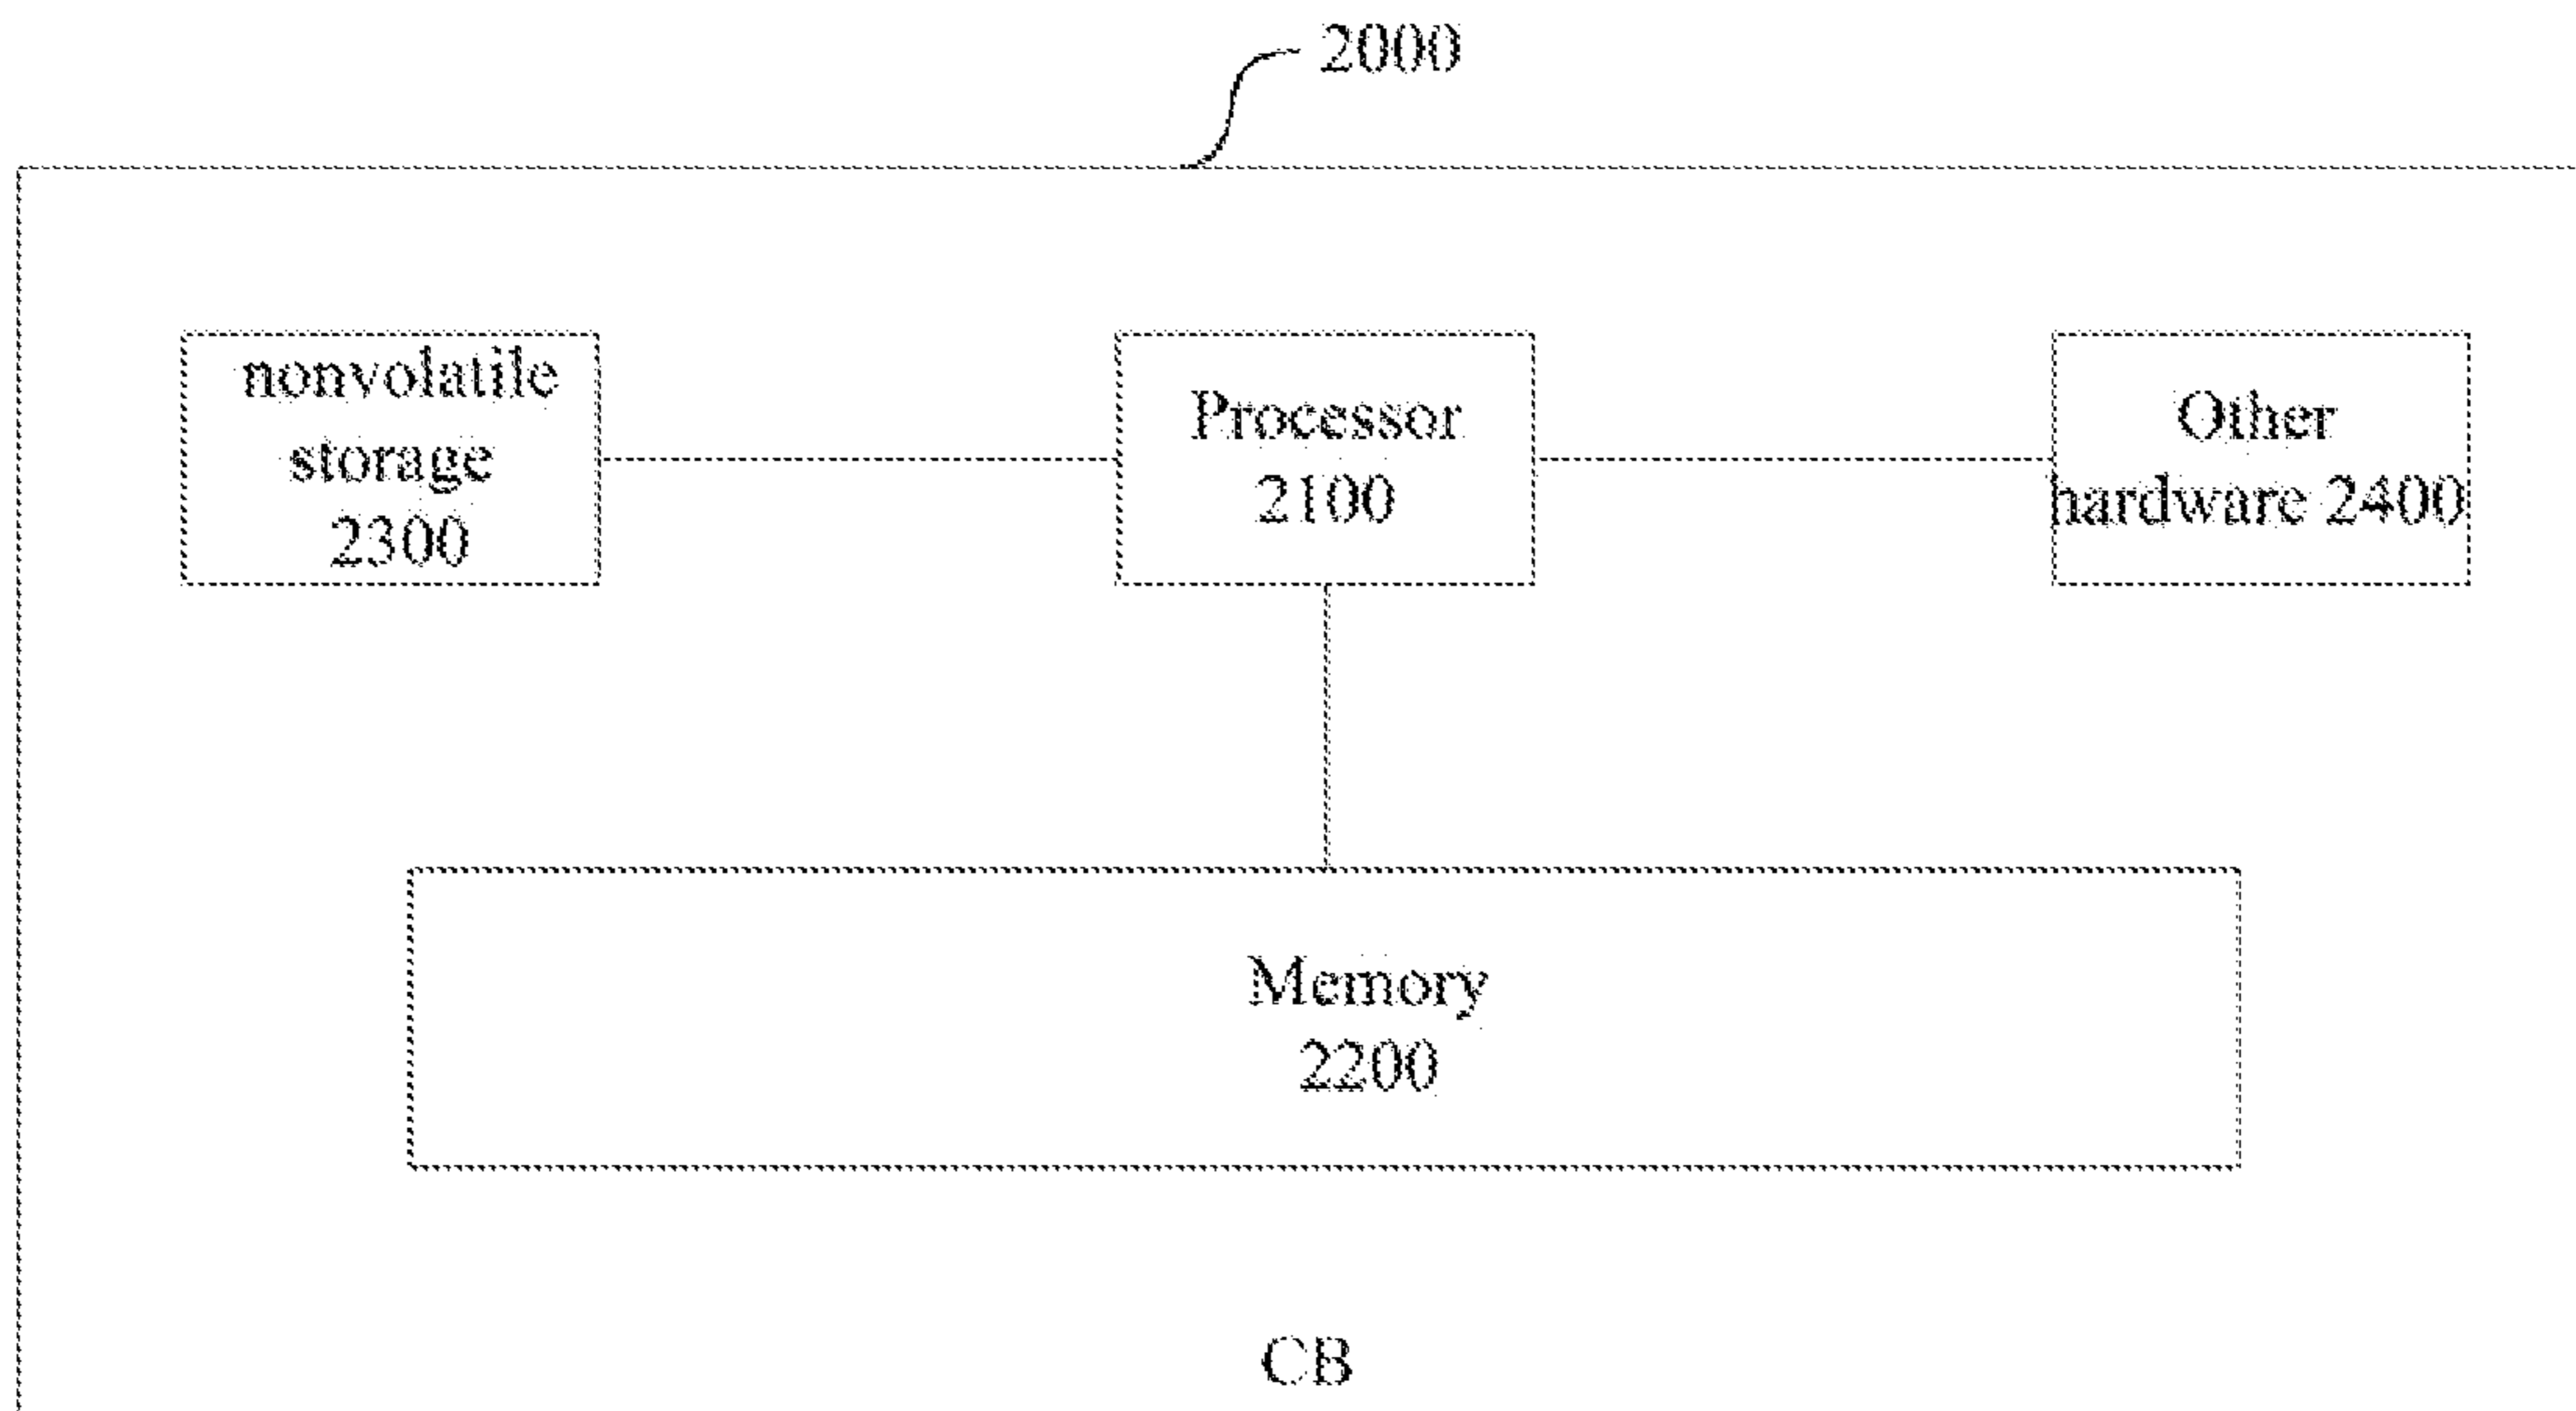 2000
nonvolatile
storage
2300
Processor
2100
Other
hardware 2400
Memory
2200
CB